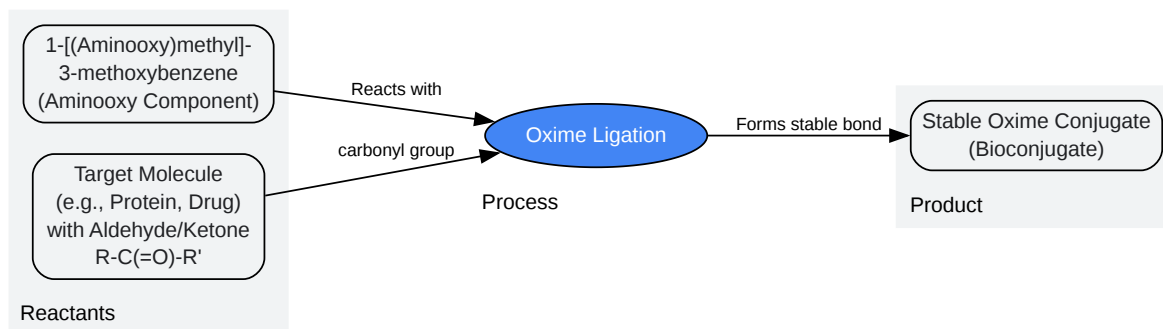 1-[(Aminooxy)methyl]-
3-methoxybenzene
(Aminooxy Component)
Target Molecule
(e.g., Protein, Drug)
with Aldehyde/Ketone
R-C(=O)-R'
Reactants
Reacts with
carbonyl group
Oxime Ligation
Process
Forms stable bond
Stable Oxime Conjugate
(Bioconjugate)
Product